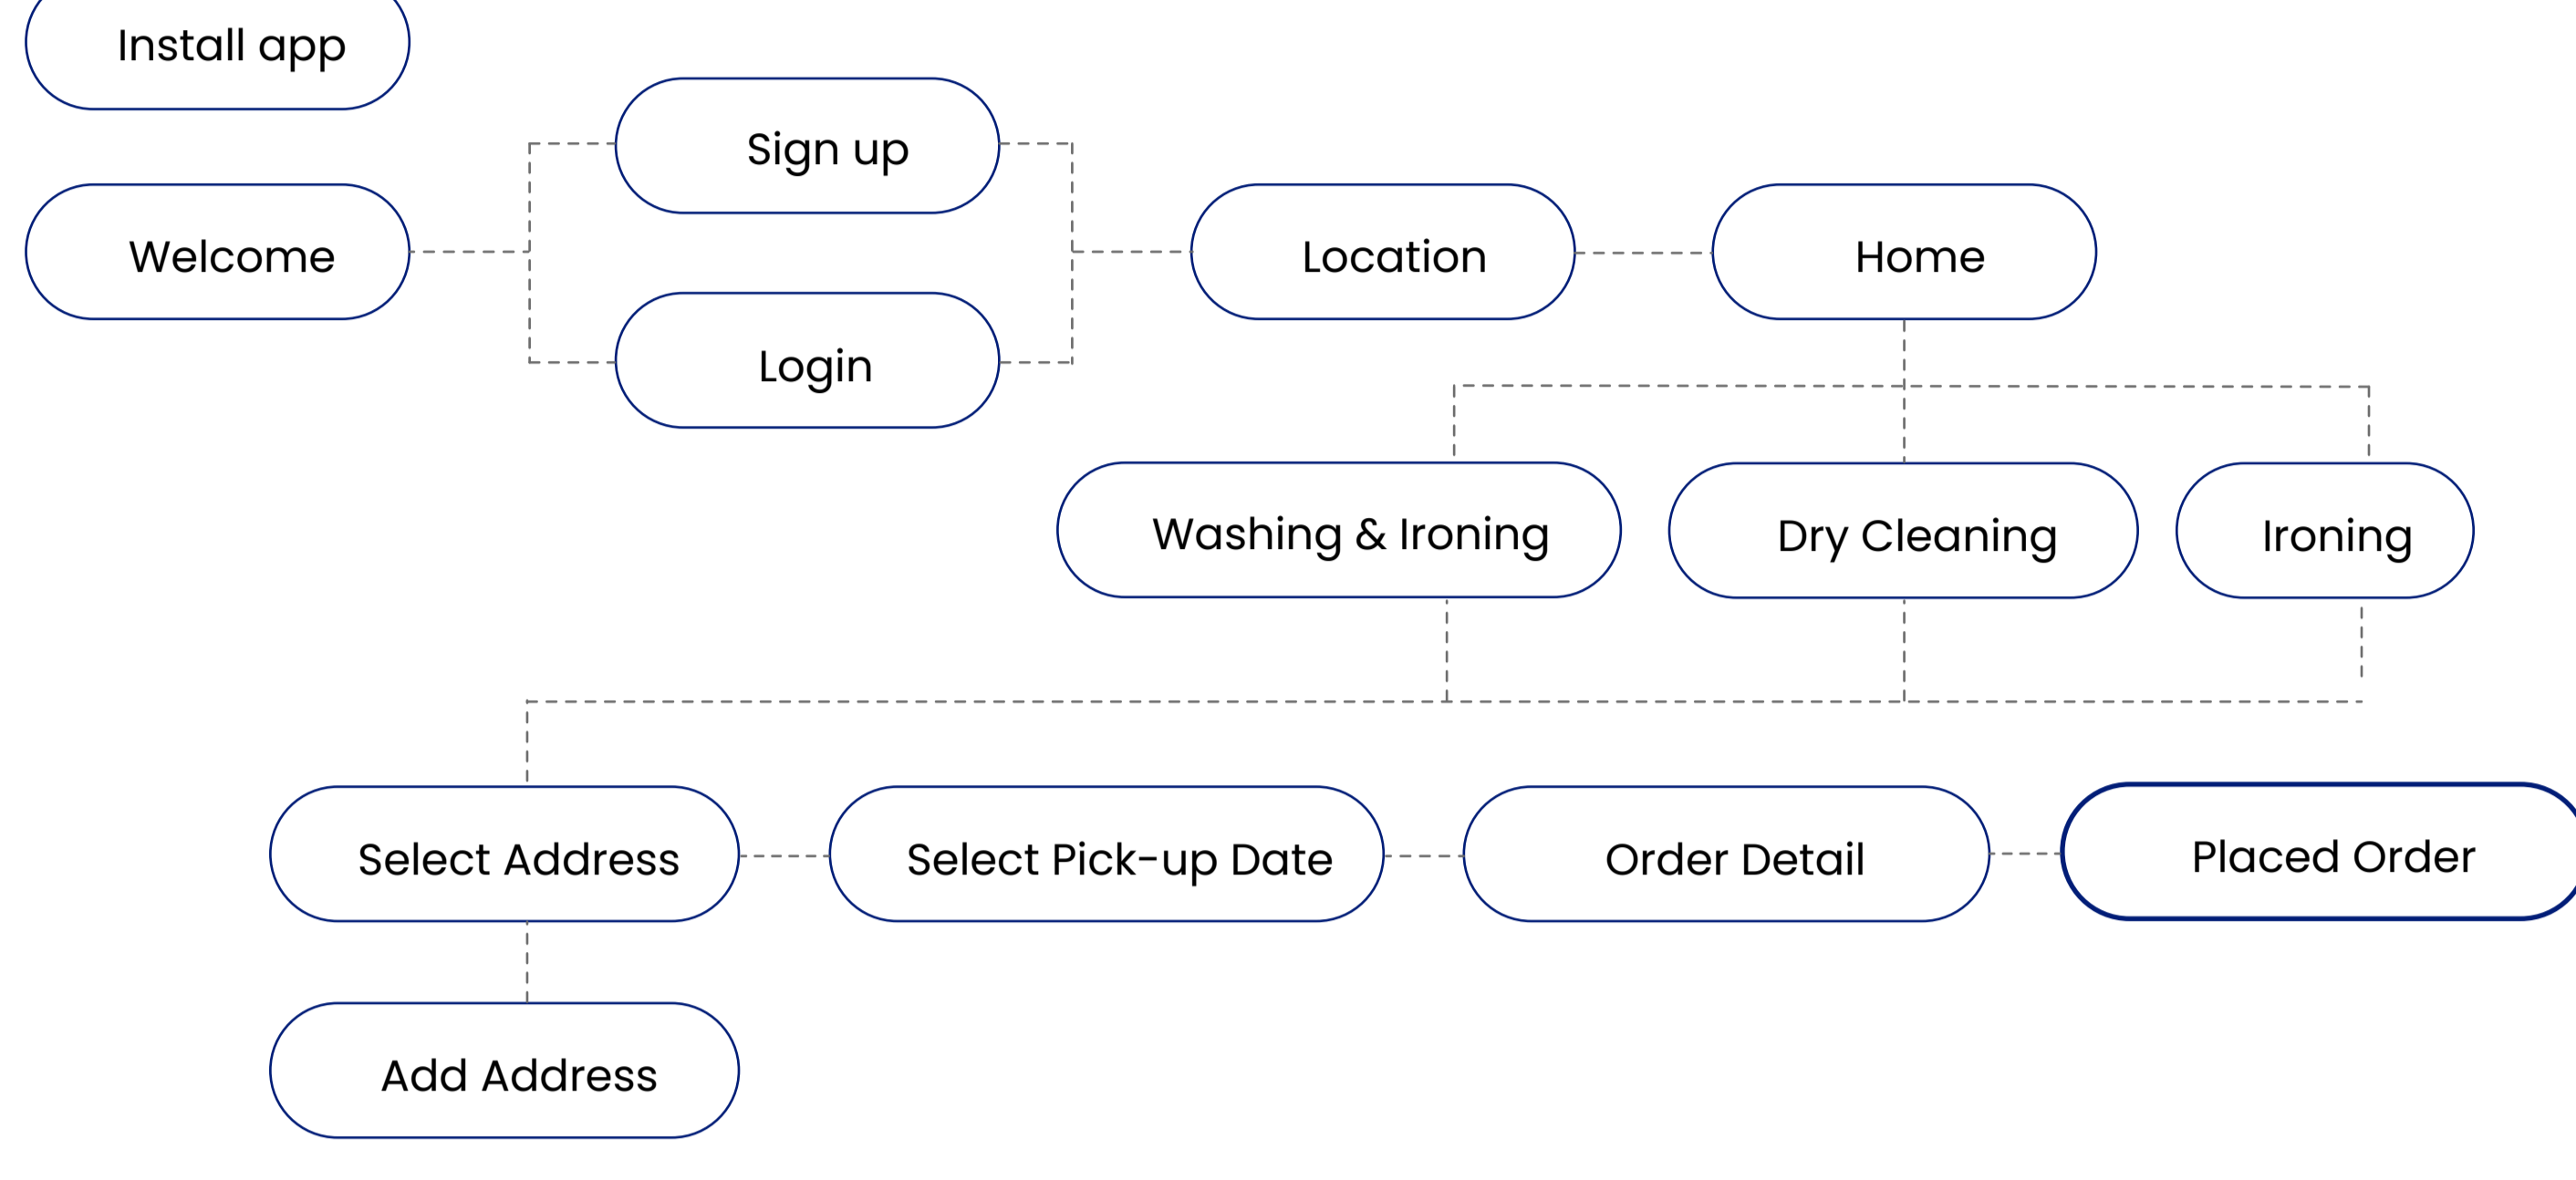 Install app
Welcome
Sign up
Login
Location
Home
Washing & Ironing
Dry Cleaning
Ironing
Select Address
Select Pick-up Date
Order Detail
Placed Order
Add Address